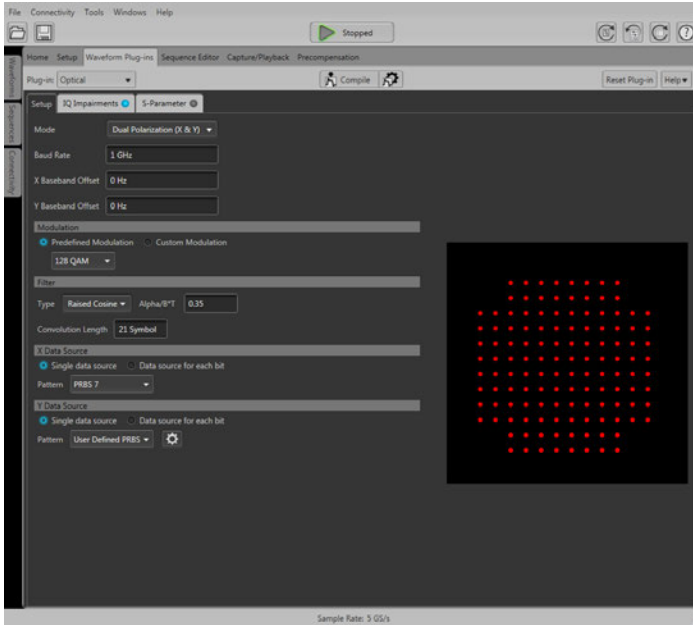 File Connectivity Tools Windows Help
Stopped
Home Setup Waveform Plug-ins Sequence Editor Capture/Playback Precompensation
Waveforms
Sequences
Connectivity
Plug-in: Optical
Compile
Reset Plug-in Help
Setup IQ Impairments S-Parameter
Mode Dual Polarization (X & Y)
Baud Rate 1 GHz
X Baseband Offset 0 Hz
Y Baseband Offset 0 Hz
Modulation
Predefined Modulation Custom Modulation
128 QAM
Filter
Type Raised Cosine Alpha/B*T 0.35
Convolution Length 21 Symbol
X Data Source
Single data source Data source for each bit
Pattern PRBS 7
Y Data Source
Single data source Data source for each bit
Pattern User Defined PRBS
Sample Rate: 5 GS/s